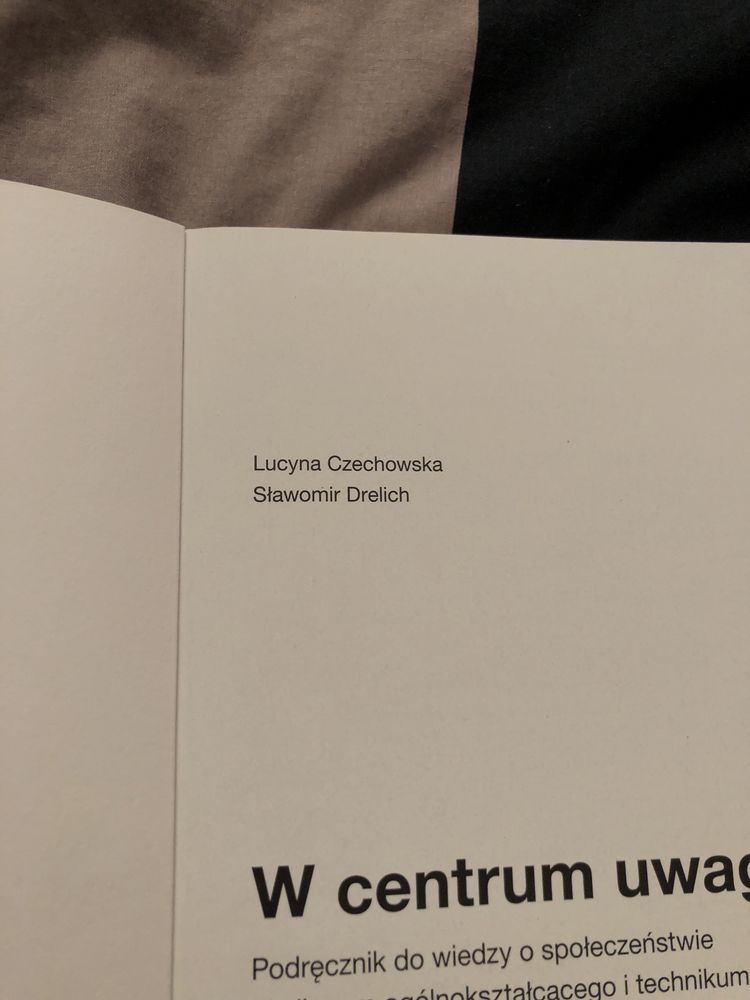 Lucyna Czechowska
Sławomir Drelich
W centrum uwag
Podręcznik do wiedzy o społeczeństwie
ogólnokształcącego i technikum